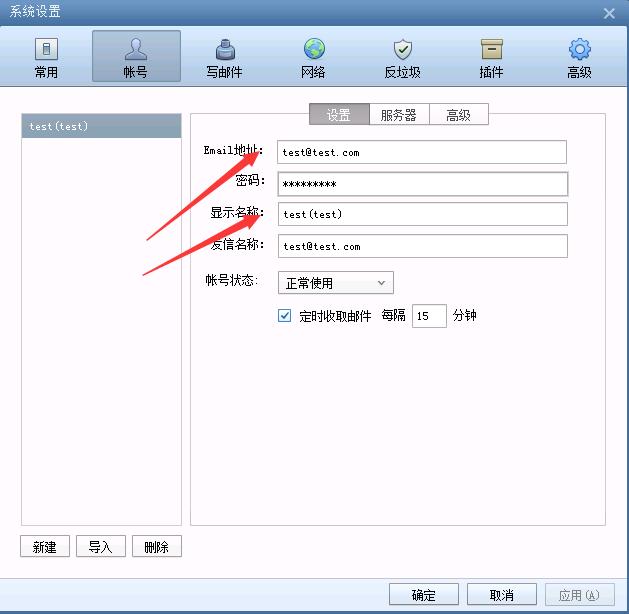 系统设置
常用 帐号 写邮件 网络 反垃圾 插件 高级
test(test)
设置 服务器 高级
Email地址: test@test.com
密码: *********
显示名称: test(test)
发信名称: test@test.com
帐号状态: 正常使用
定时收取邮件 每隔 15 分钟
新建 导入 删除
确定 取消 应用(A)